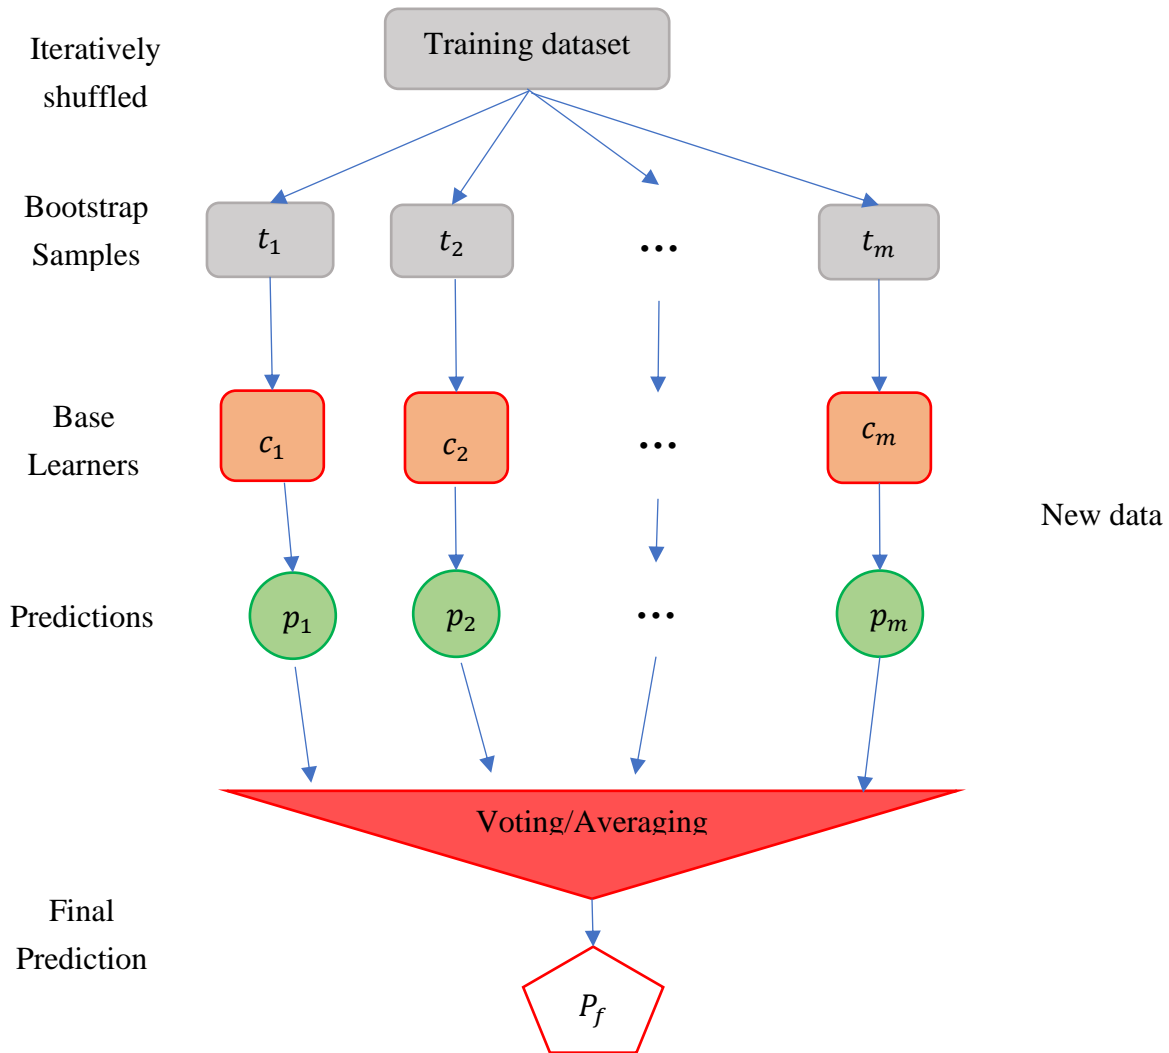 Iteratively
shuffled
Training dataset
Bootstrap
Samples
t₁
t₂
...
tₘ
Base
Learners
c₁
c₂
...
cₘ
New data
Predictions
p₁
p₂
...
pₘ
Voting/Averaging
Final
Prediction
P_f